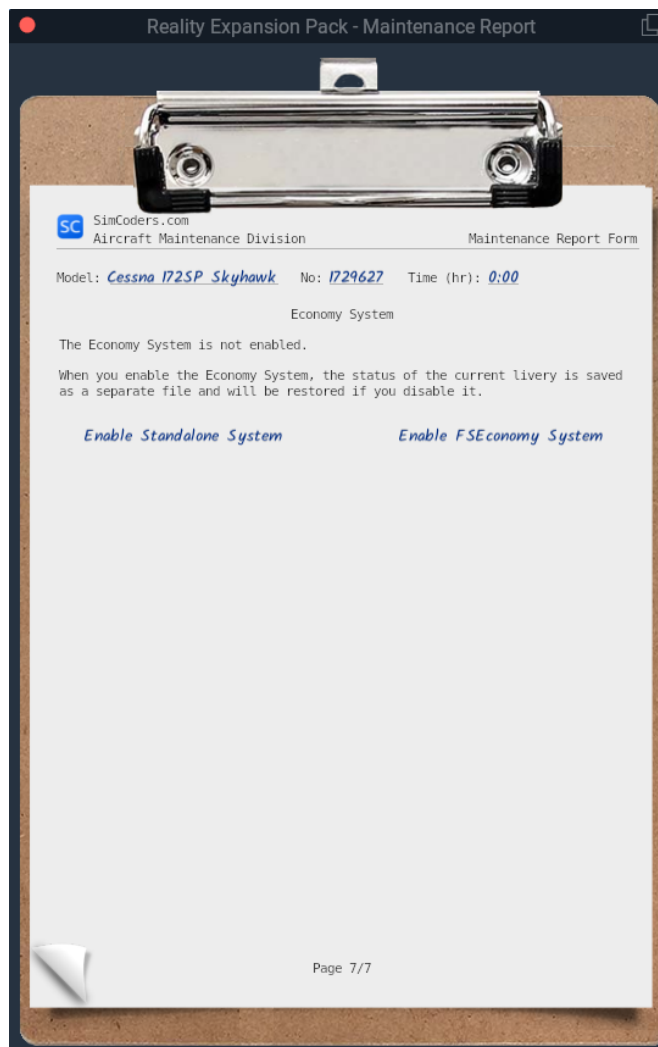 Reality Expansion Pack - Maintenance Report
SC
SimCoders.com
Aircraft Maintenance Division
Maintenance Report Form
Model: Cessna 172SP Skyhawk No: 1729627 Time (hr): 0:00
Economy System
The Economy System is not enabled.
When you enable the Economy System, the status of the current livery is saved
as a separate file and will be restored if you disable it.
Enable Standalone System
Enable FSEconomy System
Page 7/7